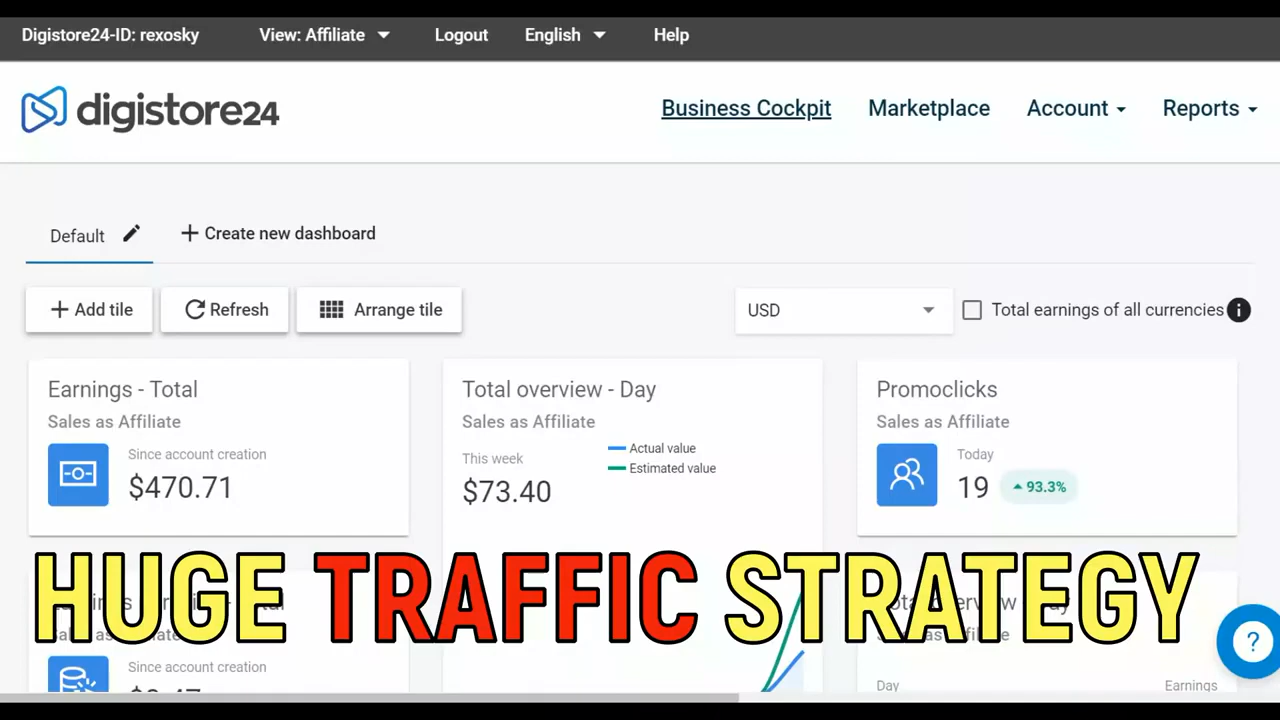 Digistore24-ID: rexosky View: Affiliate Logout English Help
digistore24 Business Cockpit Marketplace Account Reports
Default + Create new dashboard
+ Add tile Refresh Arrange tile USD Total earnings of all currencies i
Earnings - Total
Sales as Affiliate
Since account creation
$470.71
Total overview - Day
Sales as Affiliate
This week
$73.40
Actual value
Estimated value
Promoclicks
Sales as Affiliate
Today
19 93.3%
HUGE TRAFFIC STRATEGY
Since account creation
Day Earnings
?